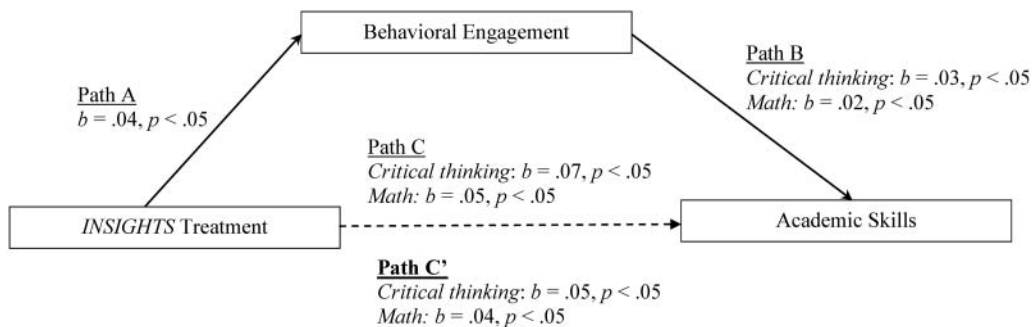 Behavioral Engagement
Path A
b = .04, p < .05
Path B
Critical thinking: b = .03, p < .05
Math: b = .02, p < .05
Path C
Critical thinking: b = .07, p < .05
Math: b = .05, p < .05
INSIGHTS Treatment
Academic Skills
Path C’
Critical thinking: b = .05, p < .05
Math: b = .04, p < .05